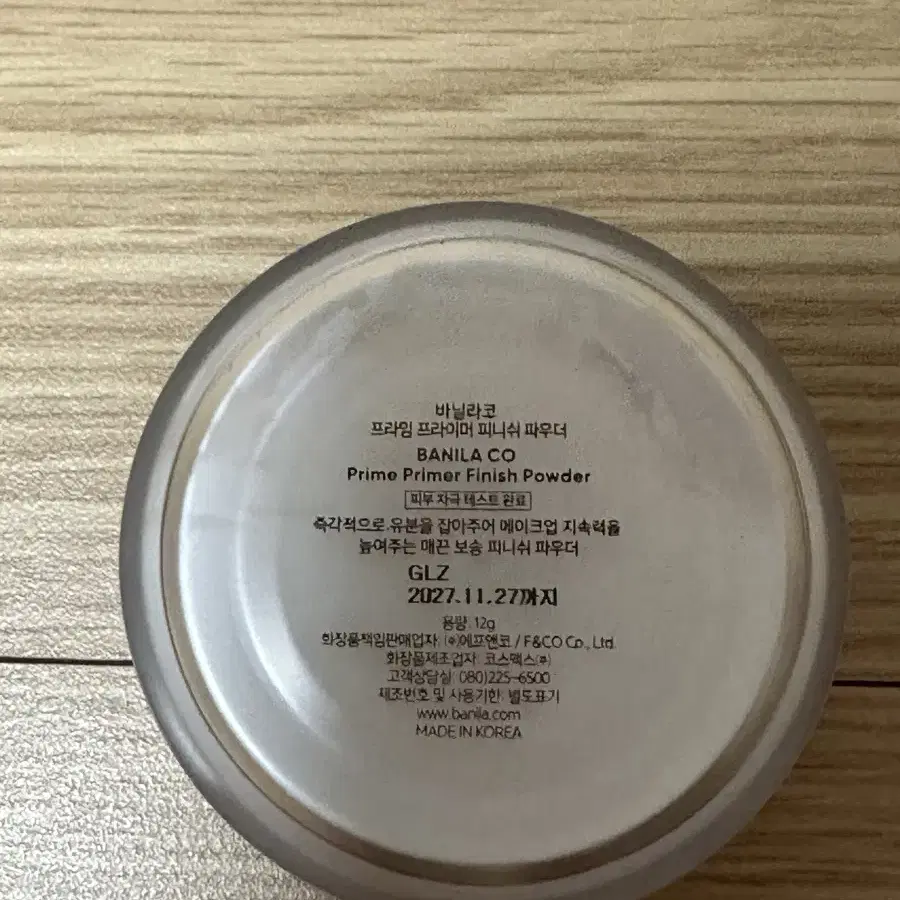 바닐라코
프라임 프라이머 피니쉬 파우더
BANILA CO
Prime Primer Finish Powder
피부 자극 테스트 완료
즉각적으로 유분을 잡아주어 메이크업 지속력을
높여주는 매끈 보송 피니쉬 파우더
GLZ
2027.11.27까지
용량: 12g
화장품책임판매업자: ㈜에프앤코 / F&CO Co., Ltd.
화장품제조업자: 코스맥스㈜
고객상담실: 080)225-6500
제조번호 및 사용기한: 별도표기
www.banila.com
MADE IN KOREA